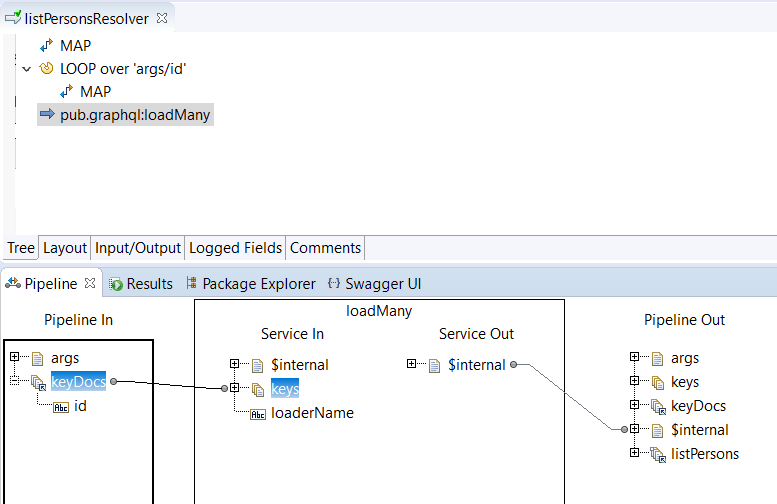 listPersonsResolver
MAP
LOOP over 'args/id'
MAP
pub.graphql:loadMany
Tree Layout Input/Output Logged Fields Comments
Pipeline Results Package Explorer Swagger UI
loadMany
Pipeline In Service In Service Out Pipeline Out
args $internal $internal args
keyDocs keys keys
Abc id Abc loaderName keyDocs
$internal
listPersons